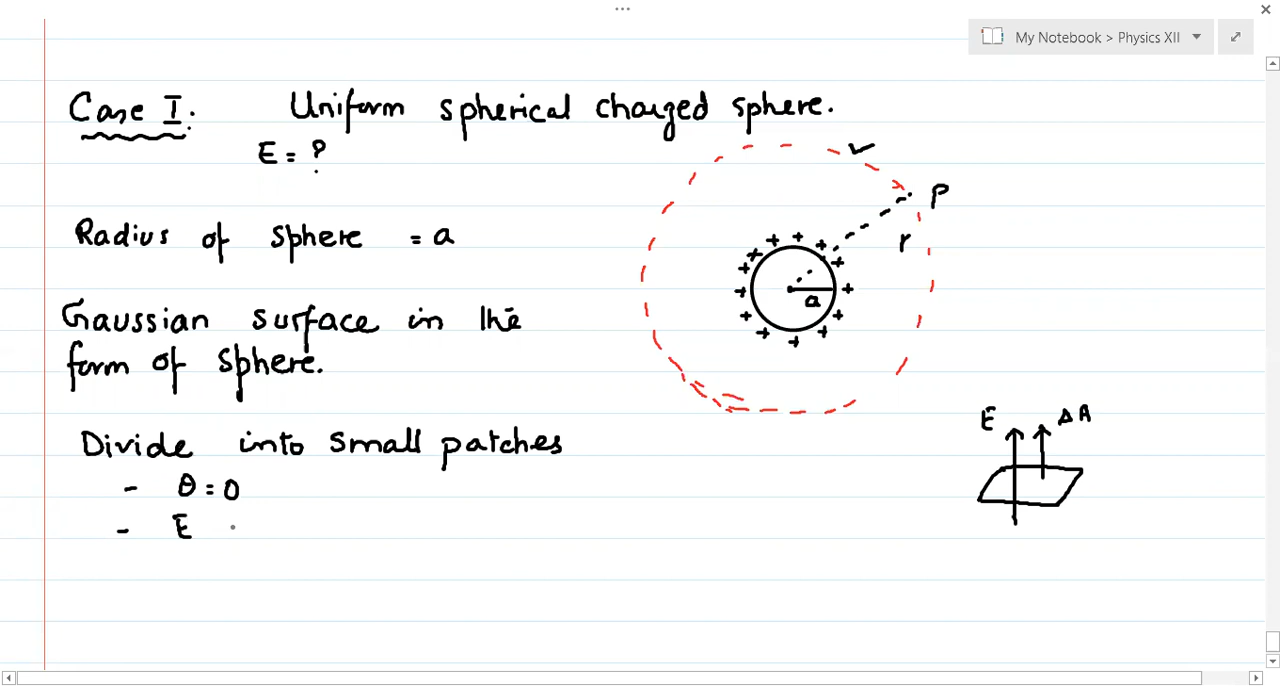 My Notebook > Physics XII
Case I: Uniform spherical charged sphere.
E = ?
P
Radius of sphere = a
r
a
Gaussian surface in the
form of sphere.
E ΔA
Divide into small patches
- θ = 0
- E